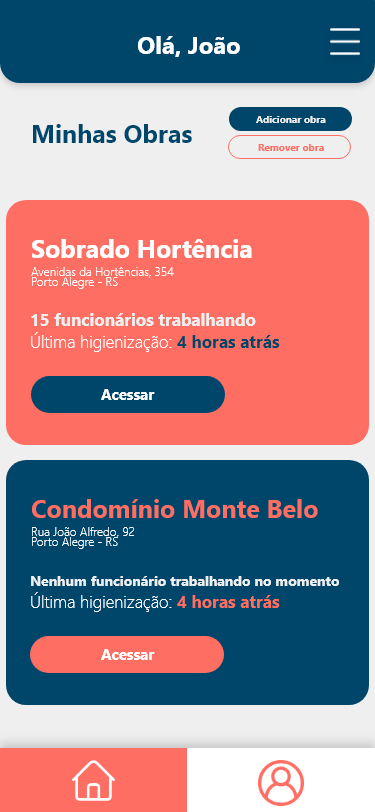 Olá, João
Minhas Obras
Adicionar obra
Remover obra
Sobrado Hortência
Avenidas da Hortências, 354
Porto Alegre - RS
15 funcionários trabalhando
Última higienização: 4 horas atrás
Acessar
Condomínio Monte Belo
Rua João Alfredo, 92
Porto Alegre - RS
Nenhum funcionário trabalhando no momento
Última higienização: 4 horas atrás
Acessar